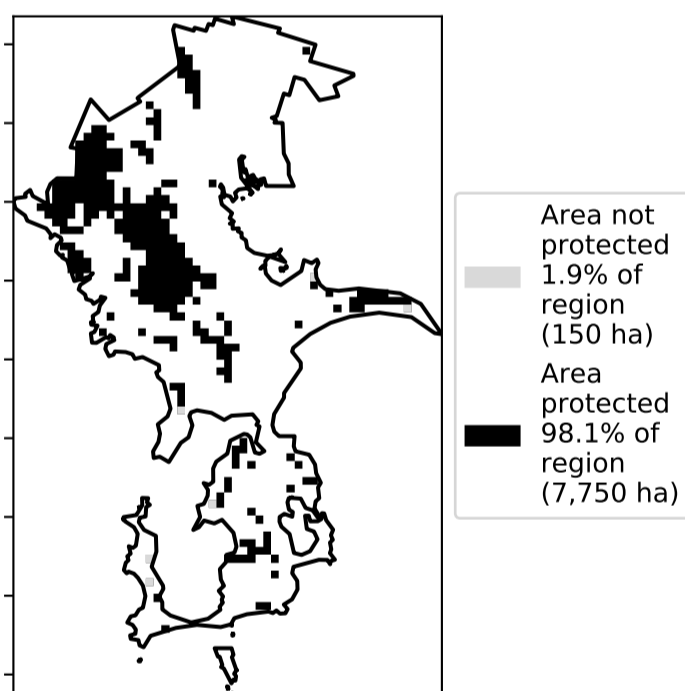 Area not
protected
1.9% of
region
(150 ha)
Area
protected
98.1% of
region
(7,750 ha)